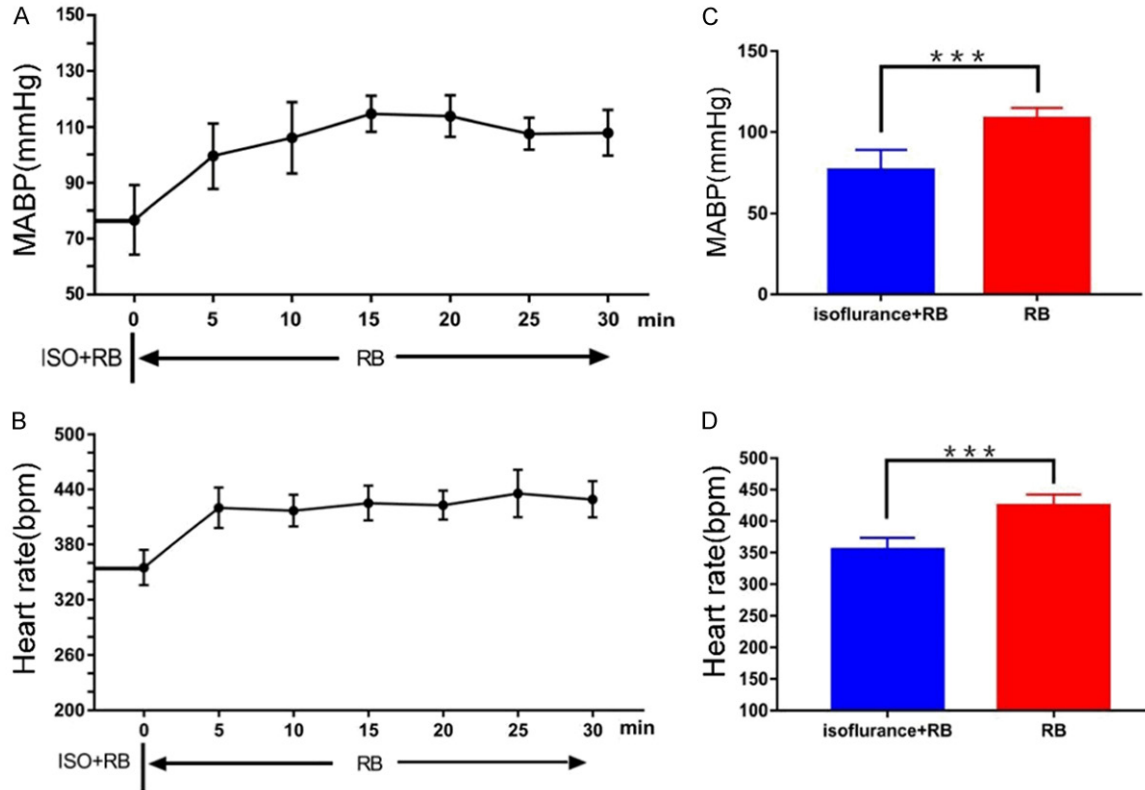 A
MABP(mmHg)
150
130
110
90
70
50
0 5 10 15 20 25 30 min
ISO+RB RB
B
Heart rate(bpm)
500
440
380
320
260
200
0 5 10 15 20 25 30 min
ISO+RB RB
C
MABP(mmHg)
150
100
50
0
***
isoflurance+RB RB
D
Heart rate(bpm)
500
450
400
350
300
250
200
150
100
***
isoflurance+RB RB